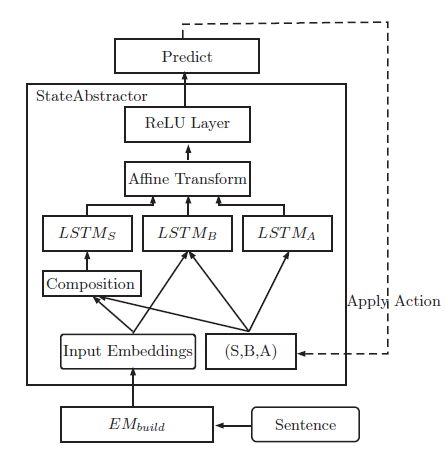 Predict
StateAbstractor
ReLU Layer
Affine Transform
LSTM_S
LSTM_B
LSTM_A
Composition
Apply Action
Input Embeddings
(S,B,A)
EM_build
Sentence